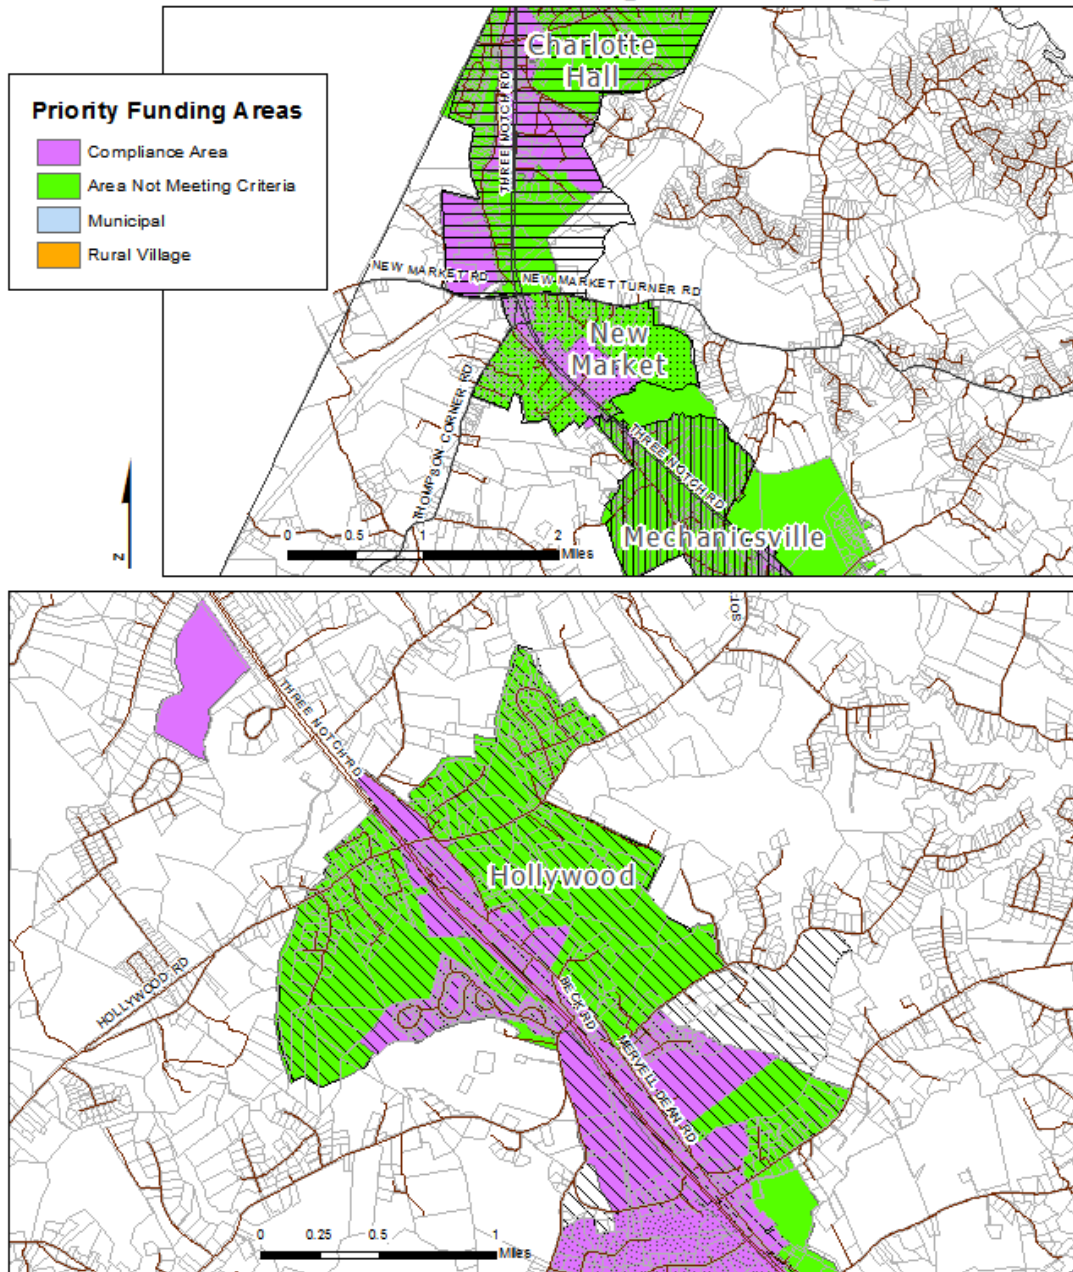 Charlotte
Hall
Priority Funding Areas
Compliance Area
Area Not Meeting Criteria
Municipal
Rural Village
THREE NOTCH RD
NEW MARKET RD
NEW MARKET TURNER RD
New
Market
THOMPSON CORNER RD
THREE NOTCH RD
Mechanicsville
N
0 0.5 1 2
Miles
THREE NOTCH RD
Hollywood
HOLLYWOOD RD
BECK RD
MERVELL DEAN RD
0 0.25 0.5 1
Miles